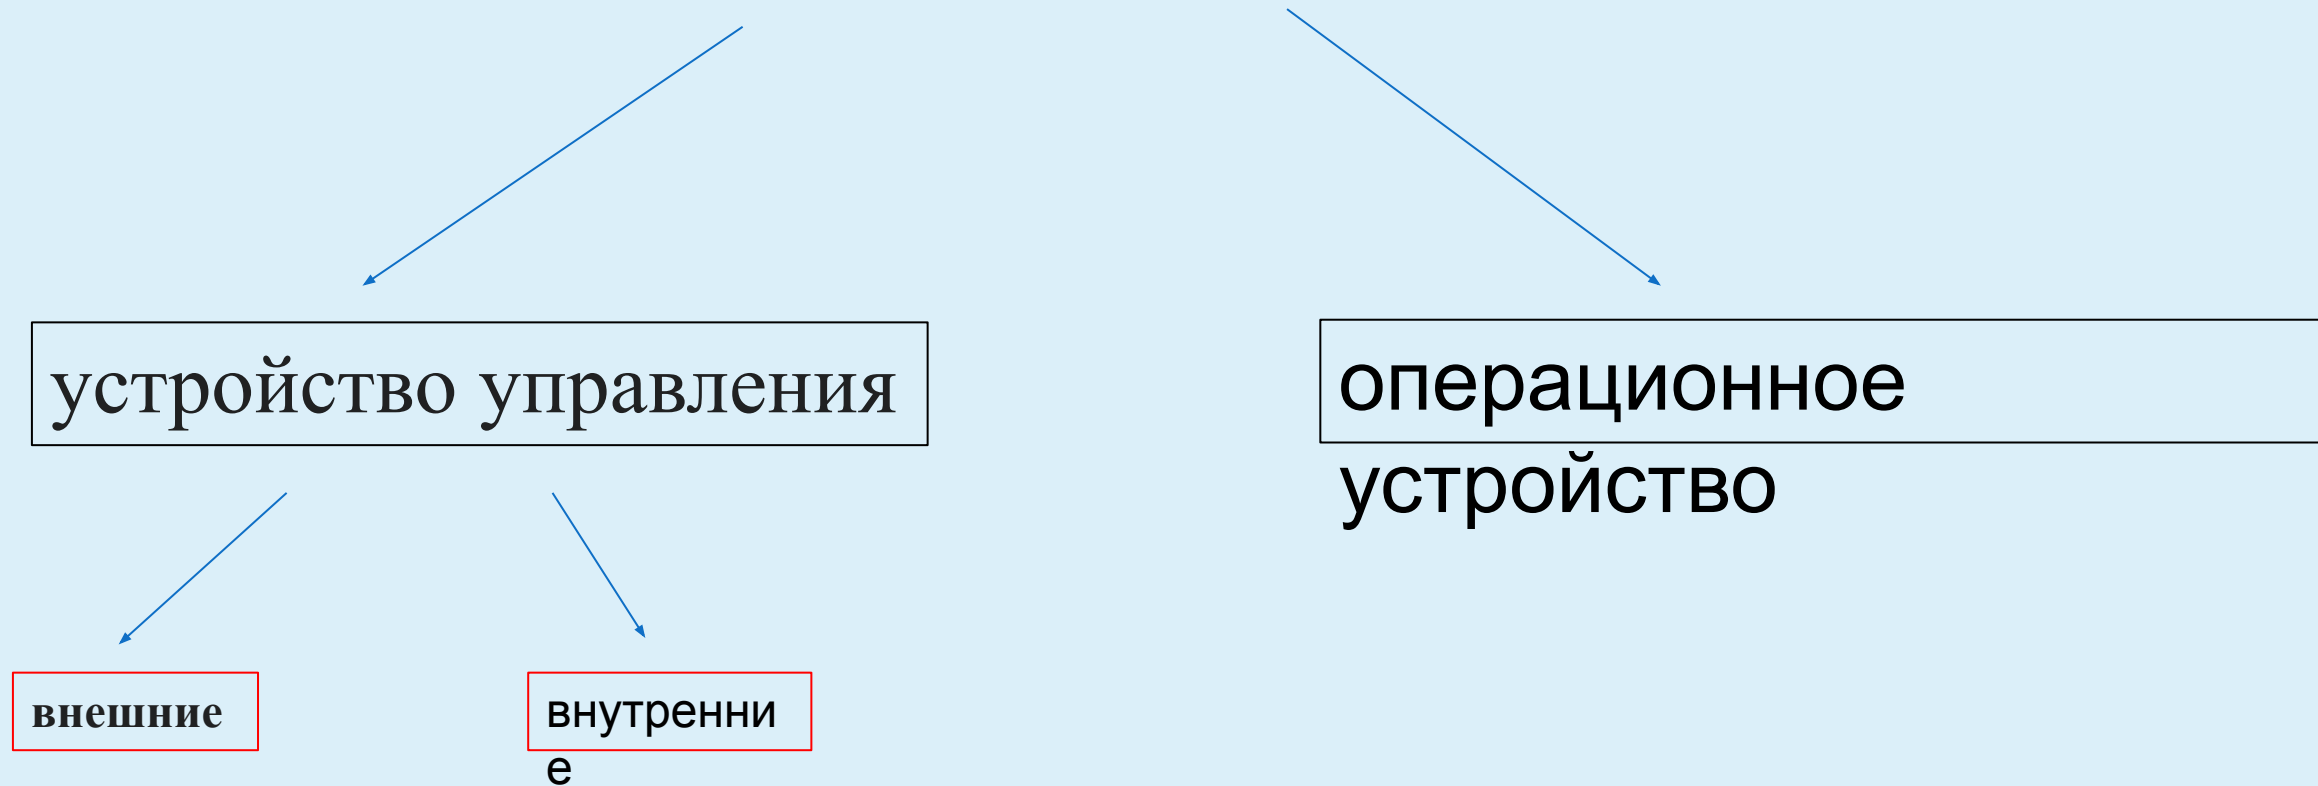 устройство управления
операционное
устройство
внешние
внутренни
е